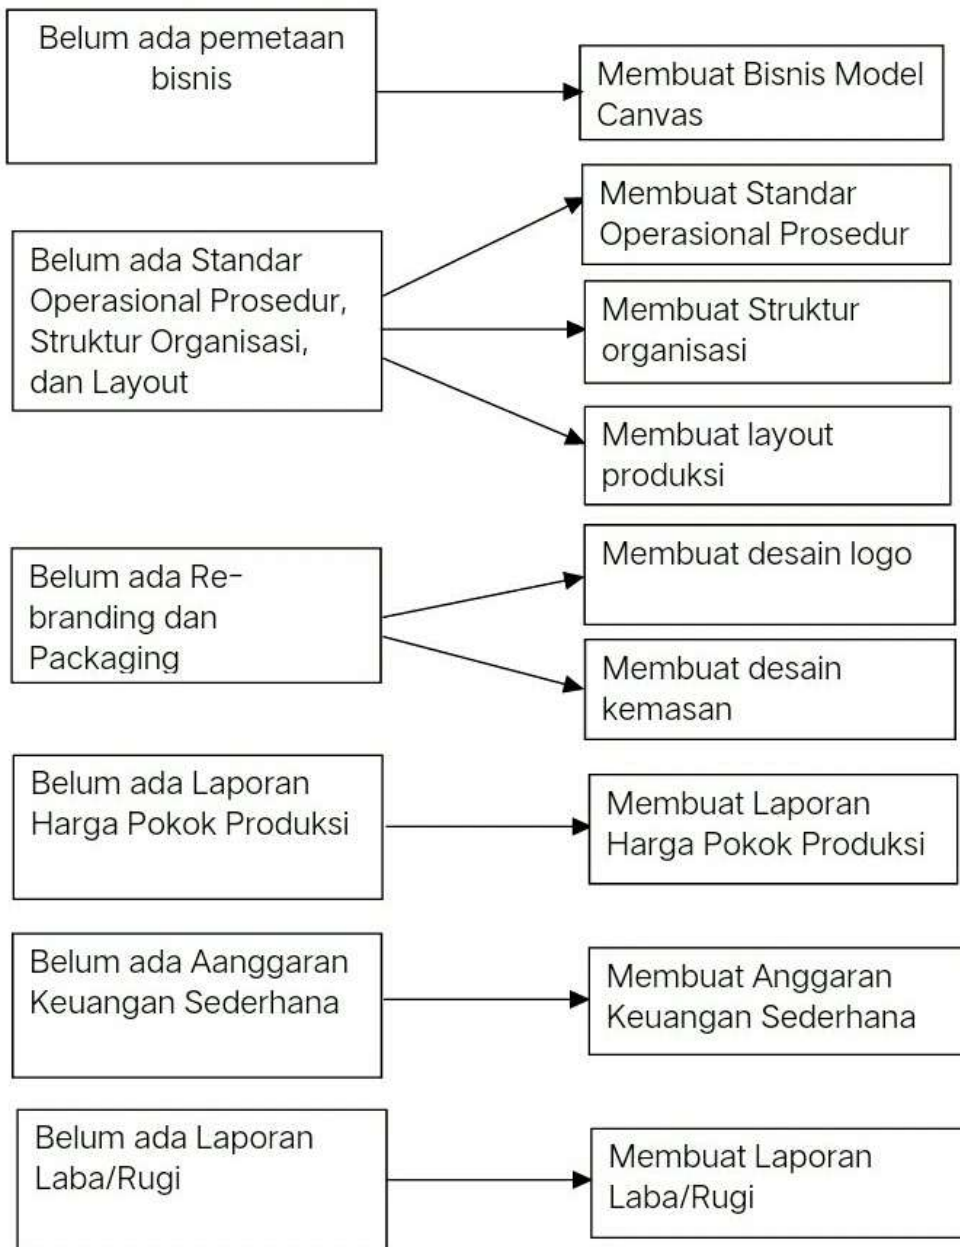 Belum ada pemetaan
bisnis
Membuat Bisnis Model
Canvas
Belum ada Standar
Operasional Prosedur,
Struktur Organisasi,
dan Layout
Membuat Standar
Operasional Prosedur
Membuat Struktur
organisasi
Membuat layout
produksi
Belum ada Re-
branding dan
Packaging
Membuat desain logo
Membuat desain
kemasan
Belum ada Laporan
Harga Pokok Produksi
Membuat Laporan
Harga Pokok Produksi
Belum ada Aanggaran
Keuangan Sederhana
Membuat Anggaran
Keuangan Sederhana
Belum ada Laporan
Laba/Rugi
Membuat Laporan
Laba/Rugi